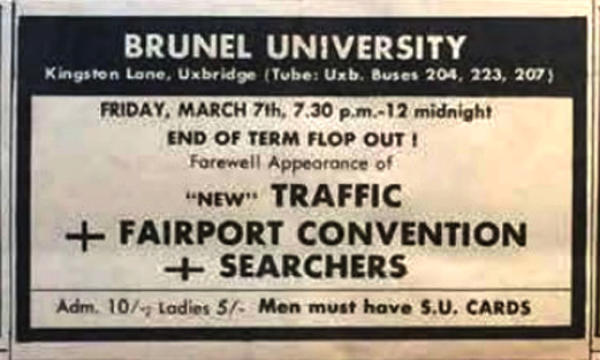 BRUNEL UNIVERSITY
Kingston Lane, Uxbridge (Tube: Uxb. Buses 204, 223, 207)
FRIDAY, MARCH 7th, 7.30 p.m.-12 midnight
END OF TERM FLOP OUT !
Farewell Appearance of
"NEW" TRAFFIC
+ FAIRPORT CONVENTION
+ SEARCHERS
Adm. 10/-; Ladies 5/- Men must have S.U. CARDS